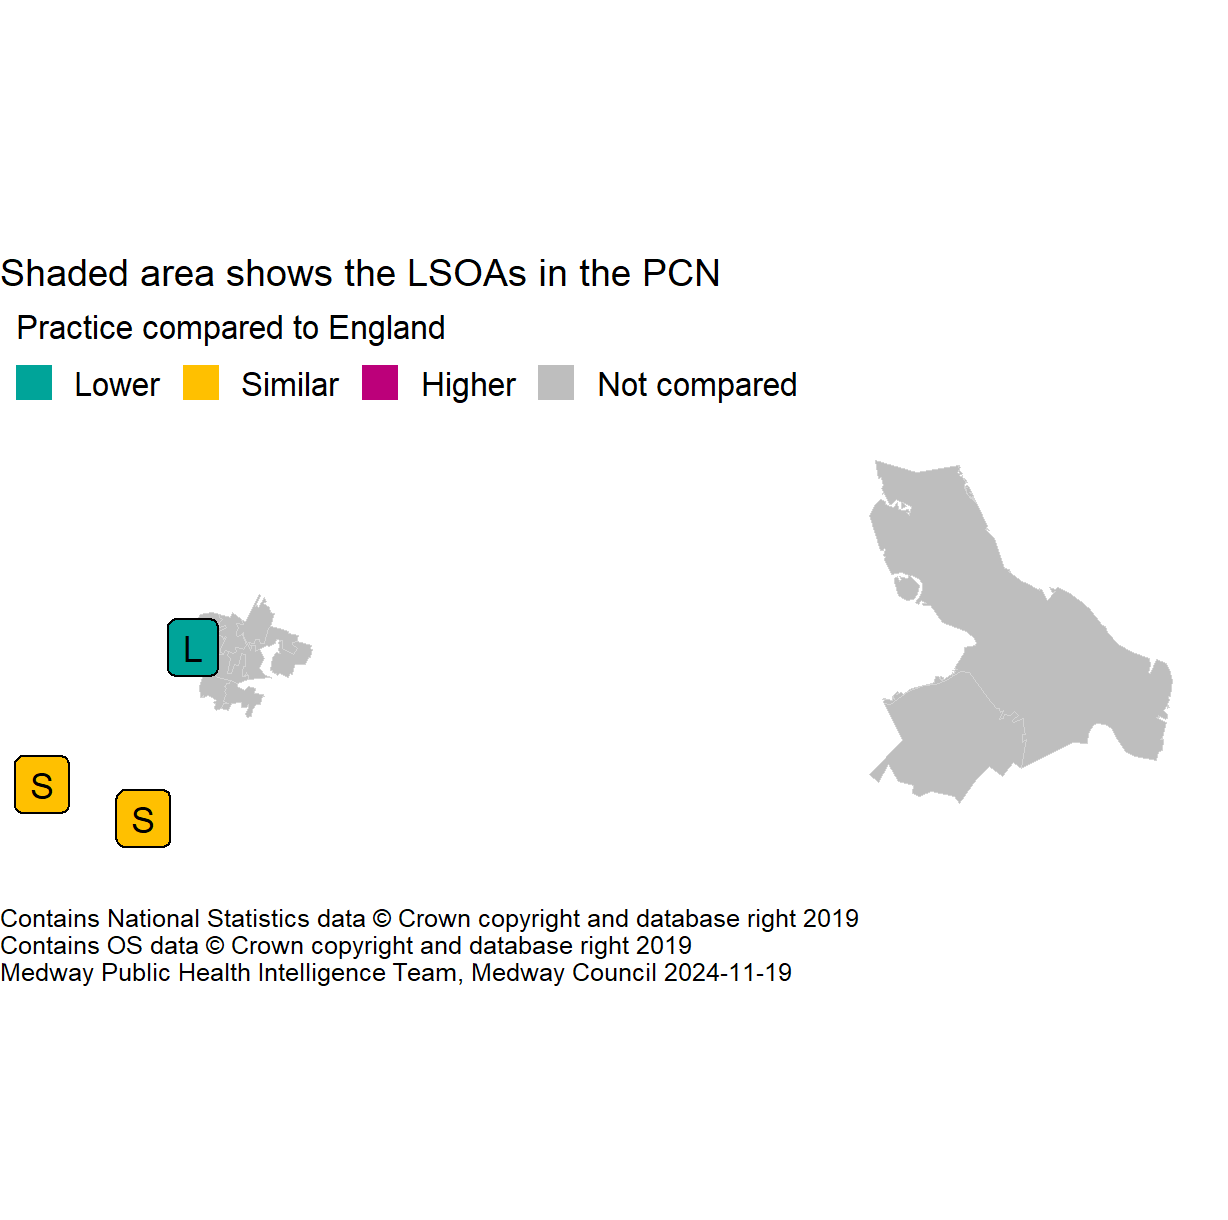 Shaded area shows the LSOAs in the PCN
Practice compared to England
Lower Similar Higher Not compared
L
S
S
Contains National Statistics data © Crown copyright and database right 2019
Contains OS data © Crown copyright and database right 2019
Medway Public Health Intelligence Team, Medway Council 2024-11-19